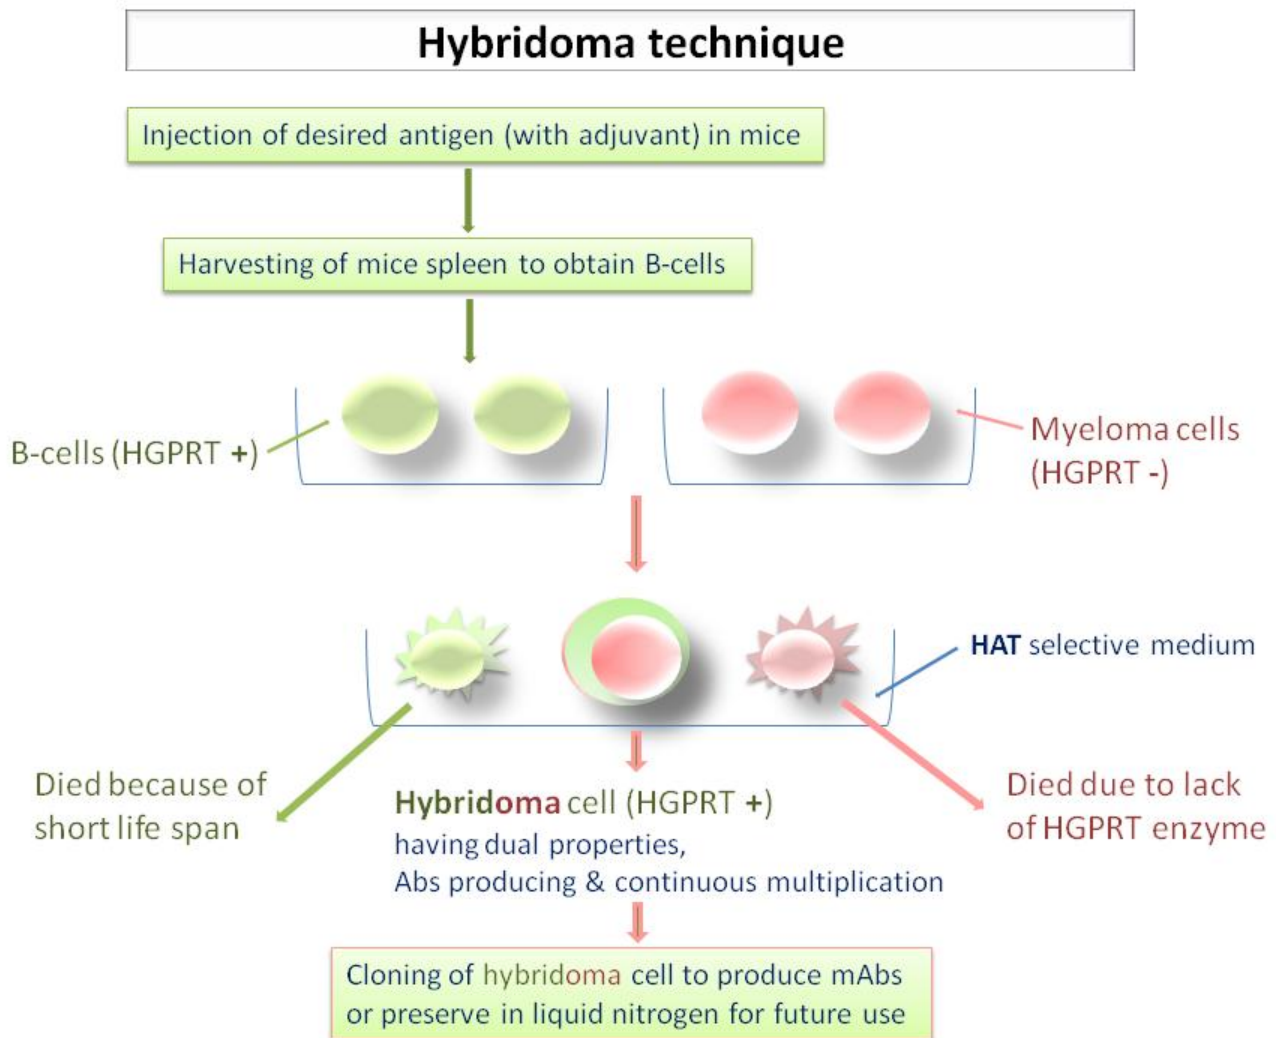 Hybridoma technique
Injection of desired antigen (with adjuvant) in mice
Harvesting of mice spleen to obtain B-cells
B-cells (HGPRT +)
Myeloma cells
(HGPRT -)
HAT selective medium
Died because of
short life span
Hybridoma cell (HGPRT +)
having dual properties,
Abs producing & continuous multiplication
Died due to lack
of HGPRT enzyme
Cloning of hybridoma cell to produce mAbs
or preserve in liquid nitrogen for future use